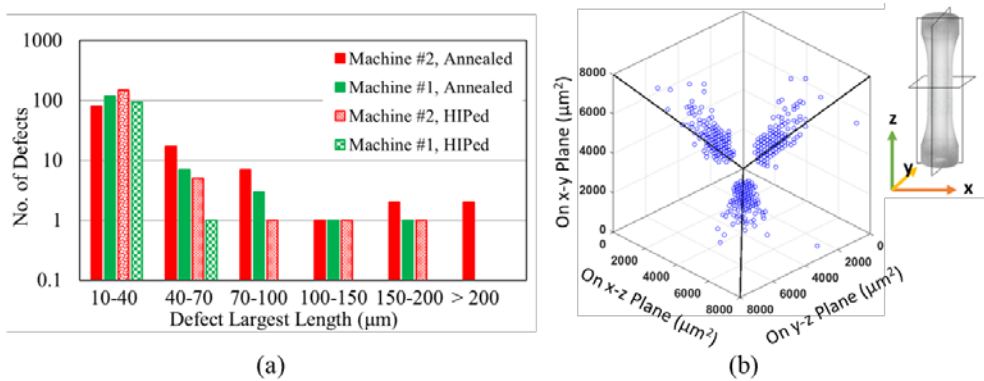 (a)
1000
100
10
1
0.1
No. of Defects
Machine #2, Annealed
Machine #1, Annealed
Machine #2, HIPed
Machine #1, HIPed
10-40 40-70 70-100 100-150 150-200 > 200
Defect Largest Length (μm)
(a)
(b)
8000
6000
4000
2000
0
On x-y Plane (μm²)
0
2000
4000
6000
8000
On x-z Plane (μm²)
0
2000
4000
6000
8000
On y-z Plane (μm²)
z
y
x
(b)